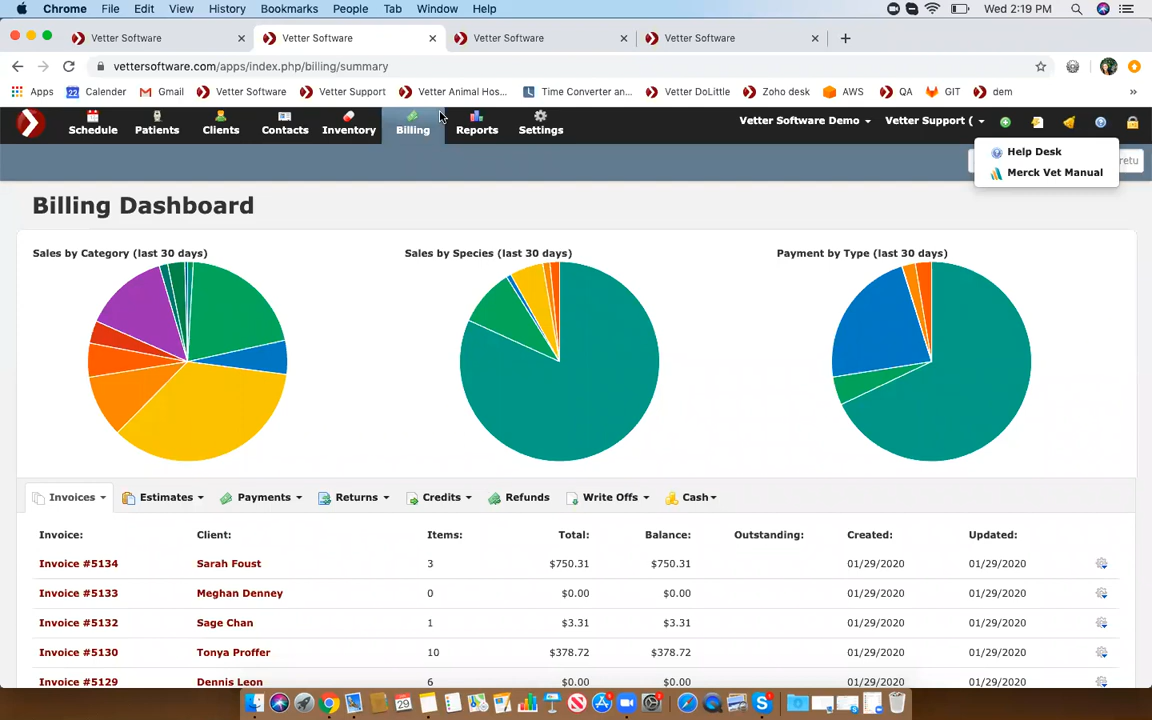 Chrome File Edit View History Bookmarks People Tab Window Help Wed 2:19 PM
Vetter Software Vetter Software Vetter Software Vetter Software
vettersoftware.com/apps/index.php/billing/summary
Apps 22 Calender Gmail Vetter Software Vetter Support Vetter Animal Hos... Time Converter an... Vetter DoLittle Zoho desk AWS QA GIT dem »
Schedule Patients Clients Contacts Inventory Billing Reports Settings Vetter Software Demo Vetter Support (
Help Desk
retu
Merck Vet Manual
Billing Dashboard
Sales by Category (last 30 days) Sales by Species (last 30 days) Payment by Type (last 30 days)
Invoices Estimates Payments Returns Credits Refunds Write Offs Cash
Invoice: Client: Items: Total: Balance: Outstanding: Created: Updated:
Invoice #5134 Sarah Foust 3 $750.31 $750.31 01/29/2020 01/29/2020
Invoice #5133 Meghan Denney 0 $0.00 $0.00 01/29/2020 01/29/2020
Invoice #5132 Sage Chan 1 $3.31 $3.31 01/29/2020 01/29/2020
Invoice #5130 Tonya Proffer 10 $378.72 $378.72 01/29/2020 01/29/2020
Invoice #5129 Dennis Leon 6 $0.00 $0.00 01/29/2020 01/29/2020
29